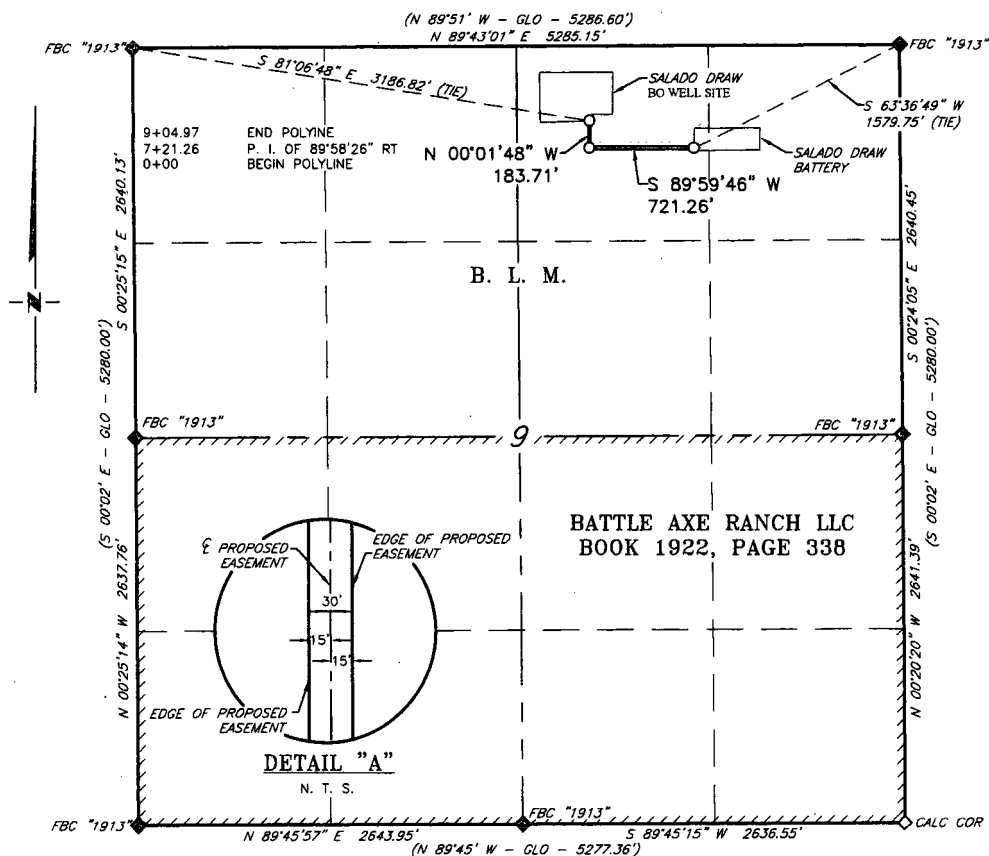 (N 89°51' W - GLO - 5286.60')
N 89°43'01" E 5285.15'
FBC "1913"
FBC "1913"
S 81°06'48" E 3186.82' (TIE)
SALADO DRAW
BO WELL SITE
S 63°36'49" W
1579.75' (TIE)
9+04.97 END POLYINE
7+21.26 P. I. OF 89°58'26" RT
0+00 BEGIN POLYLINE
N 00°01'48" W
183.71'
SALADO DRAW
BATTERY
S 89°59'46" W
721.26'
S 00°25'15" E 2640.13'
S 00°24'05" E 2640.45'
B. L. M.
N
(S 00°02' E - GLO - 5280.00')
(S 00°02' E - GLO - 5280.00')
FBC "1913"
FBC "1913"
9
BATTLE AXE RANCH LLC
BOOK 1922, PAGE 338
℄ PROPOSED
EASEMENT
EDGE OF PROPOSED
EASEMENT
30'
15'
15'
EDGE OF PROPOSED
EASEMENT
N 00°25'14" W 2637.76'
N 00°20'20" W 2641.39'
DETAIL "A"
N. T. S.
FBC "1913"
FBC "1913"
CALC COR
N 89°45'57" E 2643.95'
S 89°45'15" W 2636.55'
(N 89°45' W - GLO - 5277.36')